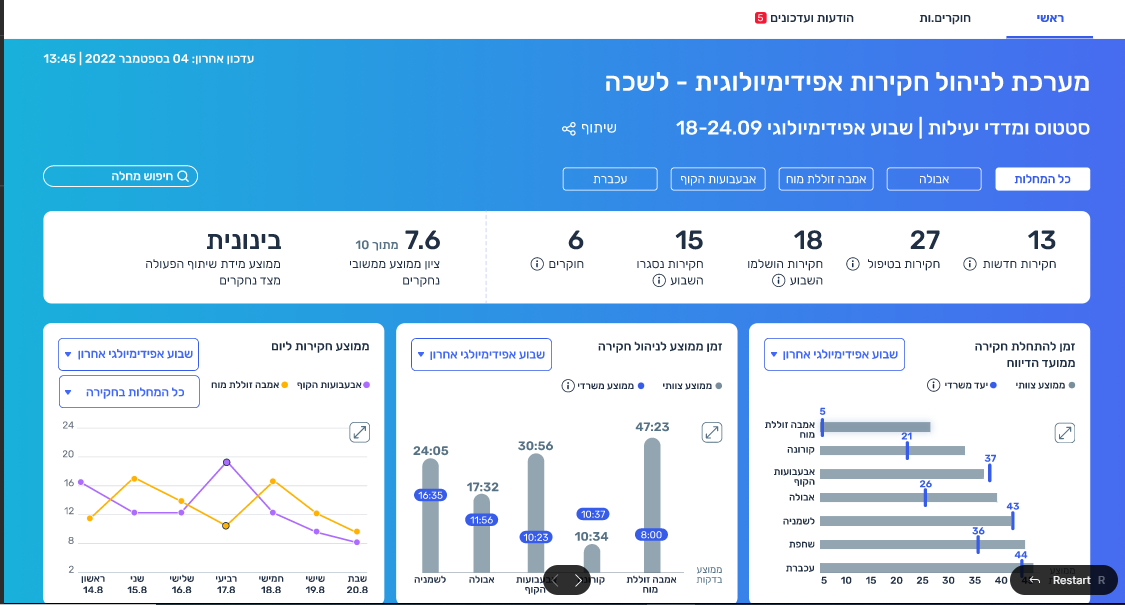 ראשי
חוקרים.ות
הודעות ועדכונים 5
עדכון אחרון: 04 בספטמבר 2022 | 13:45
מערכת לניהול חקירות אפידימיולוגית - לשכה
סטטוס ומדדי יעילות | שבוע אפידימיולוגי 18-24.09
שיתוף
כל המחלות
אבולה
אמבה זוללת מוח
אבעבועות הקוף
עכברת
חיפוש מחלה
13
חקירות חדשות
27
חקירות בטיפול
18
חקירות הושלמו
השבוע
15
חקירות נסגרו
השבוע
6
חוקרים
7.6 מתוך 10
ציון ממוצע ממשובי
נחקרים
בינונית
ממוצע מידת שיתוף הפעולה
מצד נחקרים
זמן להתחלת חקירה
ממועד הדיווח
שבוע אפידימיולוגי אחרון
ממוצע צוותי
יעד משרדי
אמבה זוללת
מוח
5
קורונה
21
אבעבועות
הקוף
37
אבולה
26
לשמניה
43
שחפת
36
עכברת
44
5 10 15 20 25 30 35 40
זמן ממוצע לניהול חקירה
שבוע אפידימיולוגי אחרון
ממוצע צוותי
ממוצע משרדי
24:05
16:35
לשמניה
17:32
11:56
אבולה
30:56
10:23
אבעבועות
הקוף
10:37
10:34
קורונה
47:23
8:00
אמבה זוללת
מוח
ממוצע
בדקות
ממוצע חקירות ליום
שבוע אפידימיולוגי אחרון
כל המחלות בחקירה
אבעבועות הקוף
אמבה זוללת מוח
24
20
16
12
8
2
ראשון
14.8
שני
15.8
שלישי
16.8
רביעי
17.8
חמישי
18.8
שישי
19.8
שבת
20.8
Restart R